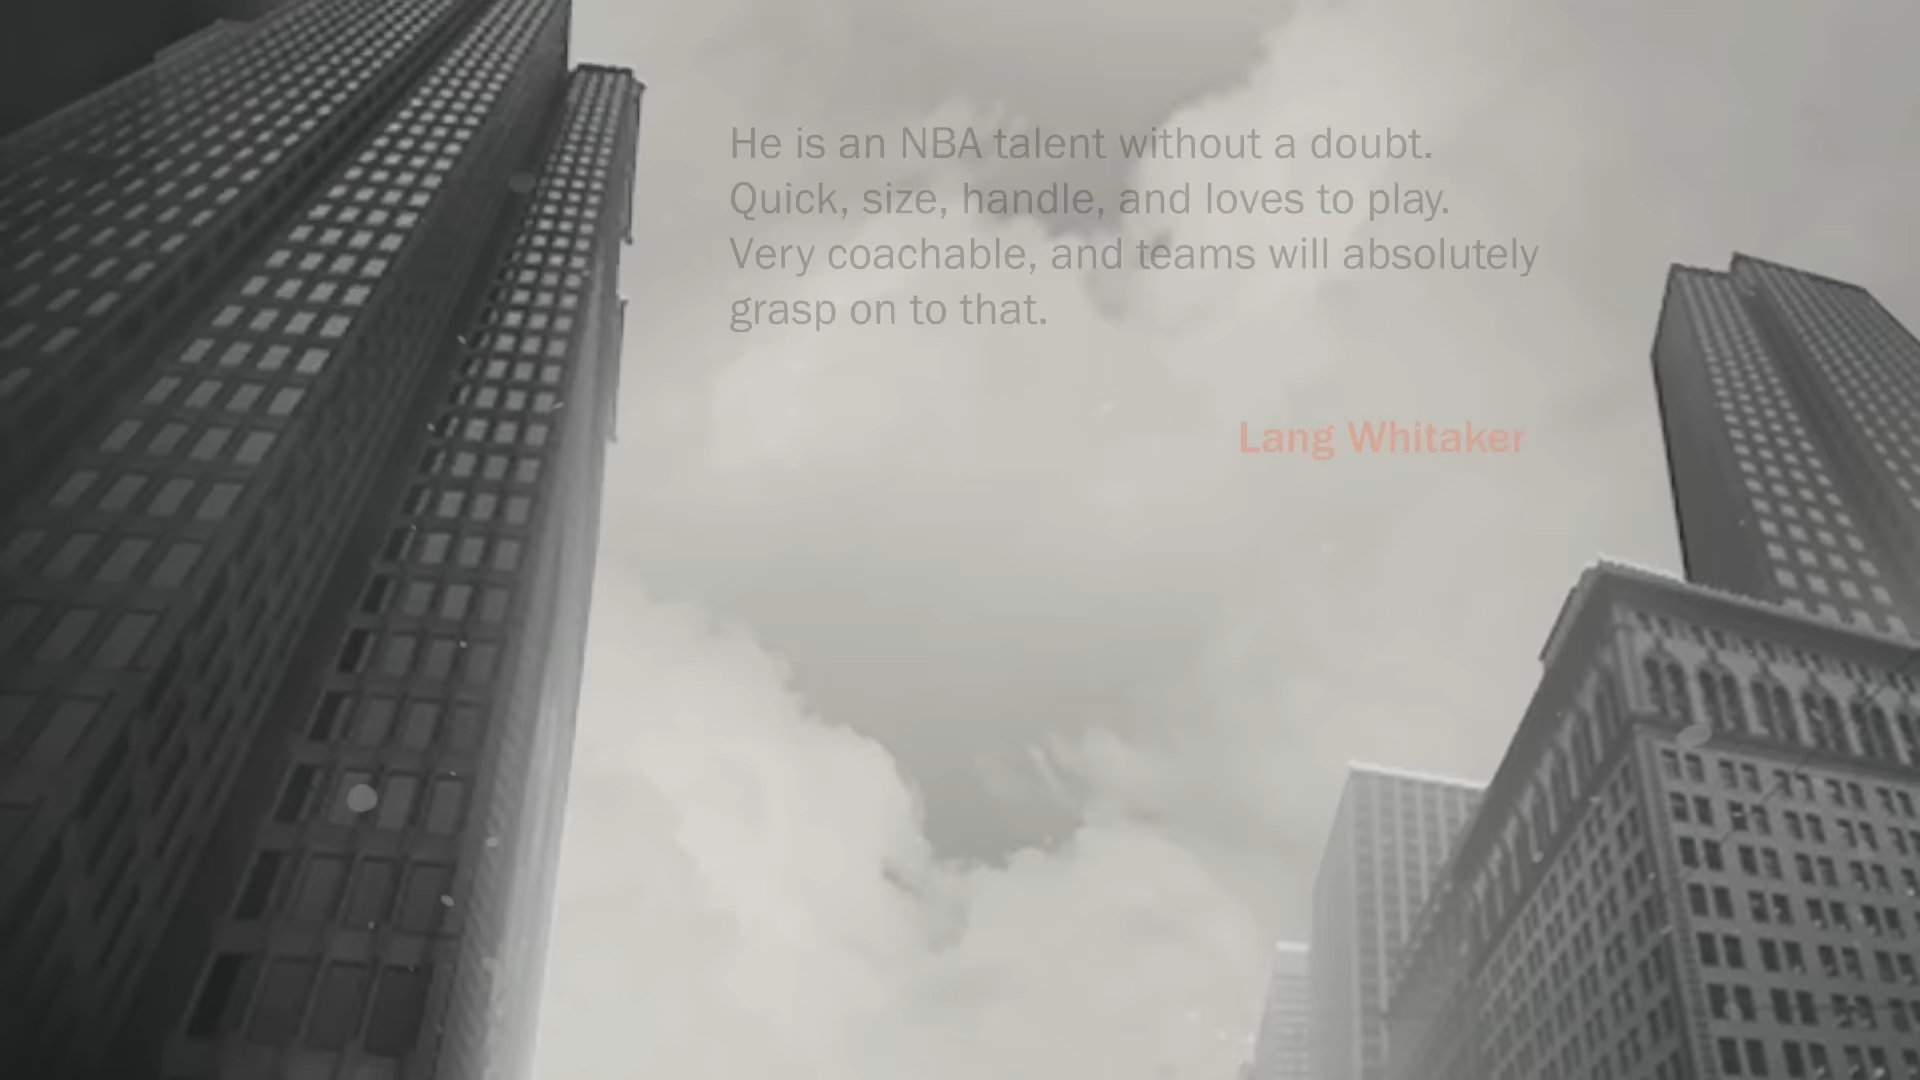 He is an NBA talent without a doubt.
Quick, size, handle, and loves to play.
Very coachable, and teams will absolutely
grasp on to that.
Lang Whitaker